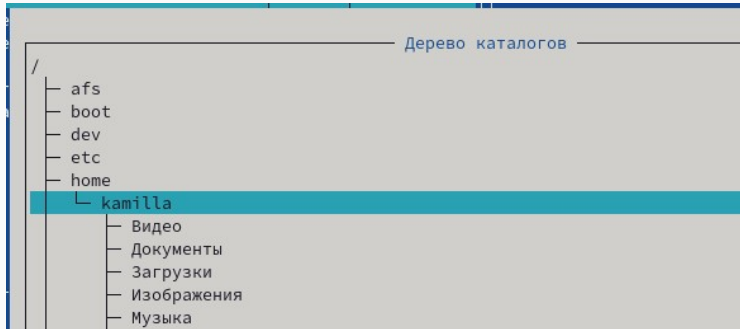 Дерево каталогов
/
afs
boot
dev
etc
home
kamilla
Видео
Документы
Загрузки
Изображения
Музыка